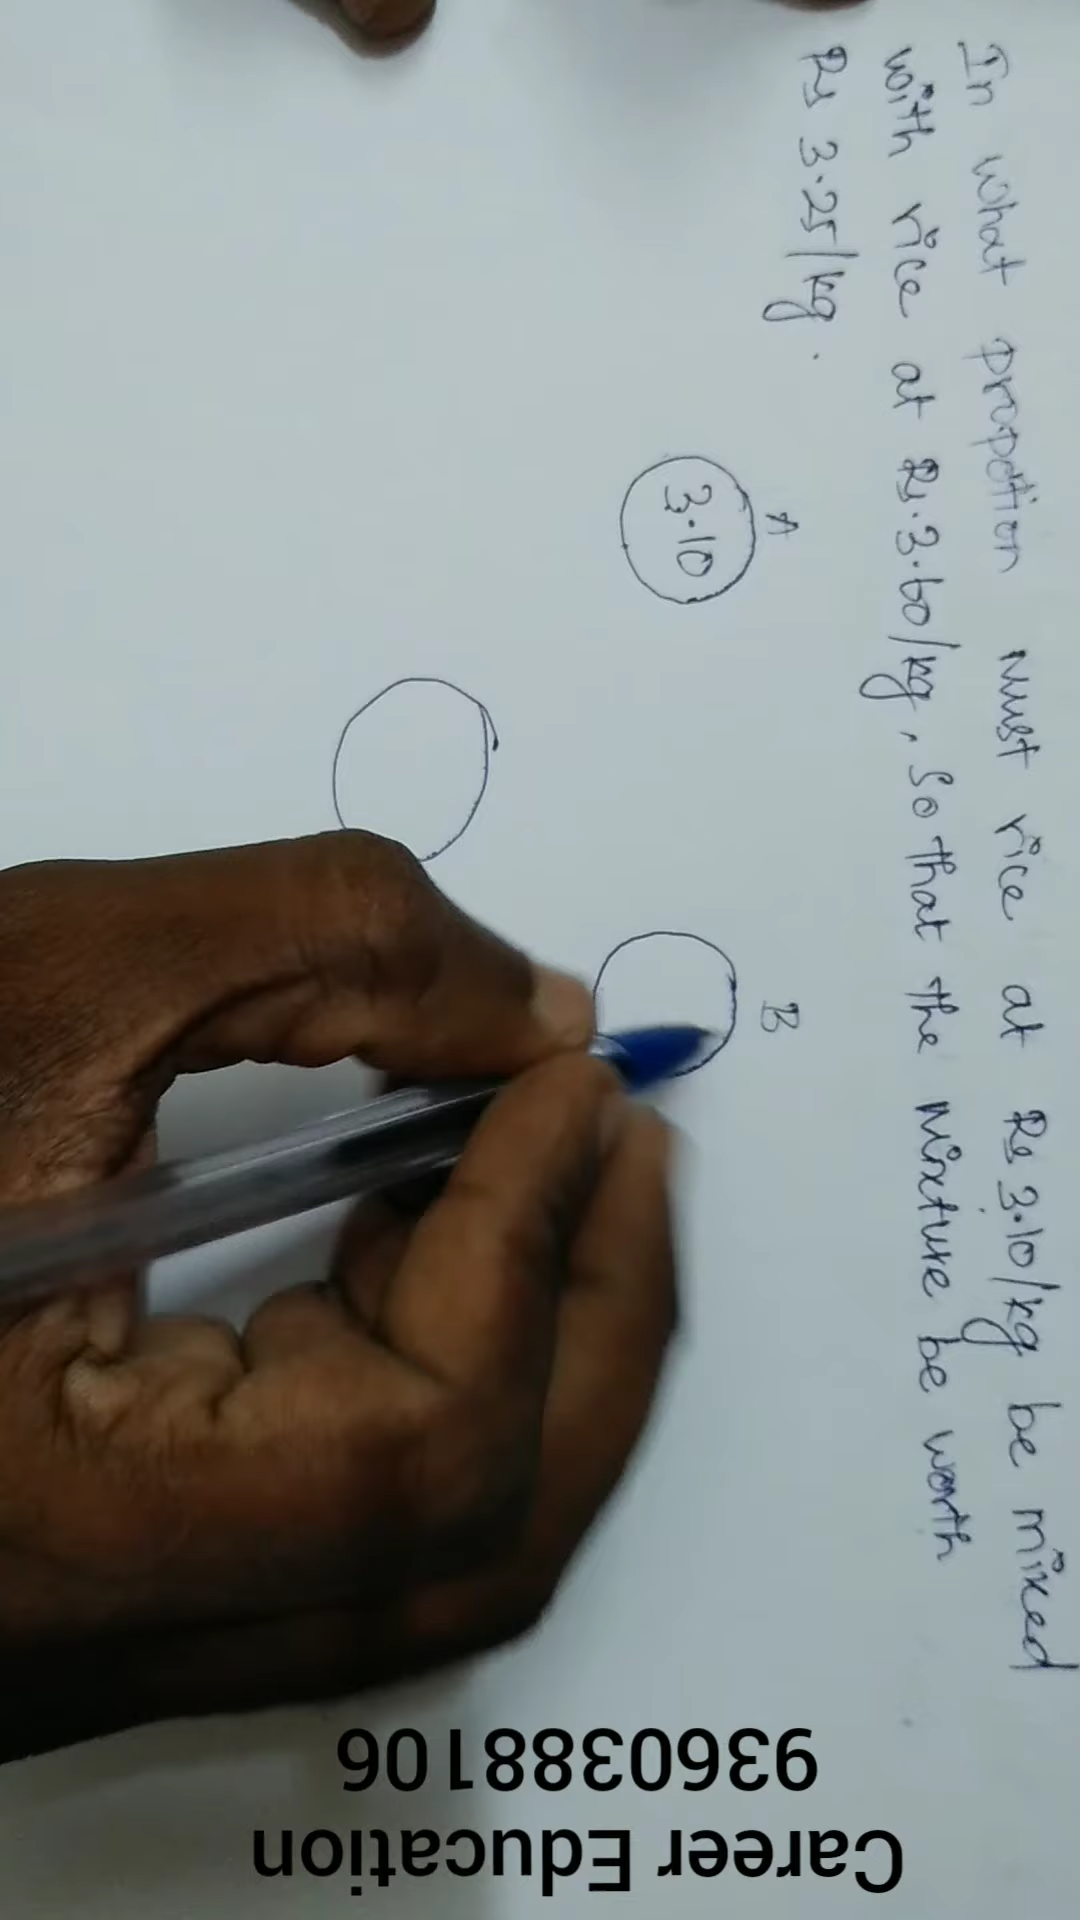 In what propotion must rice at Rs 3.10/kg be mixed
with rice at Rs.3.60/kg, so that the mixture be worth
Rs 3.25/kg.
A
B
3.10
9360388106
Career Education